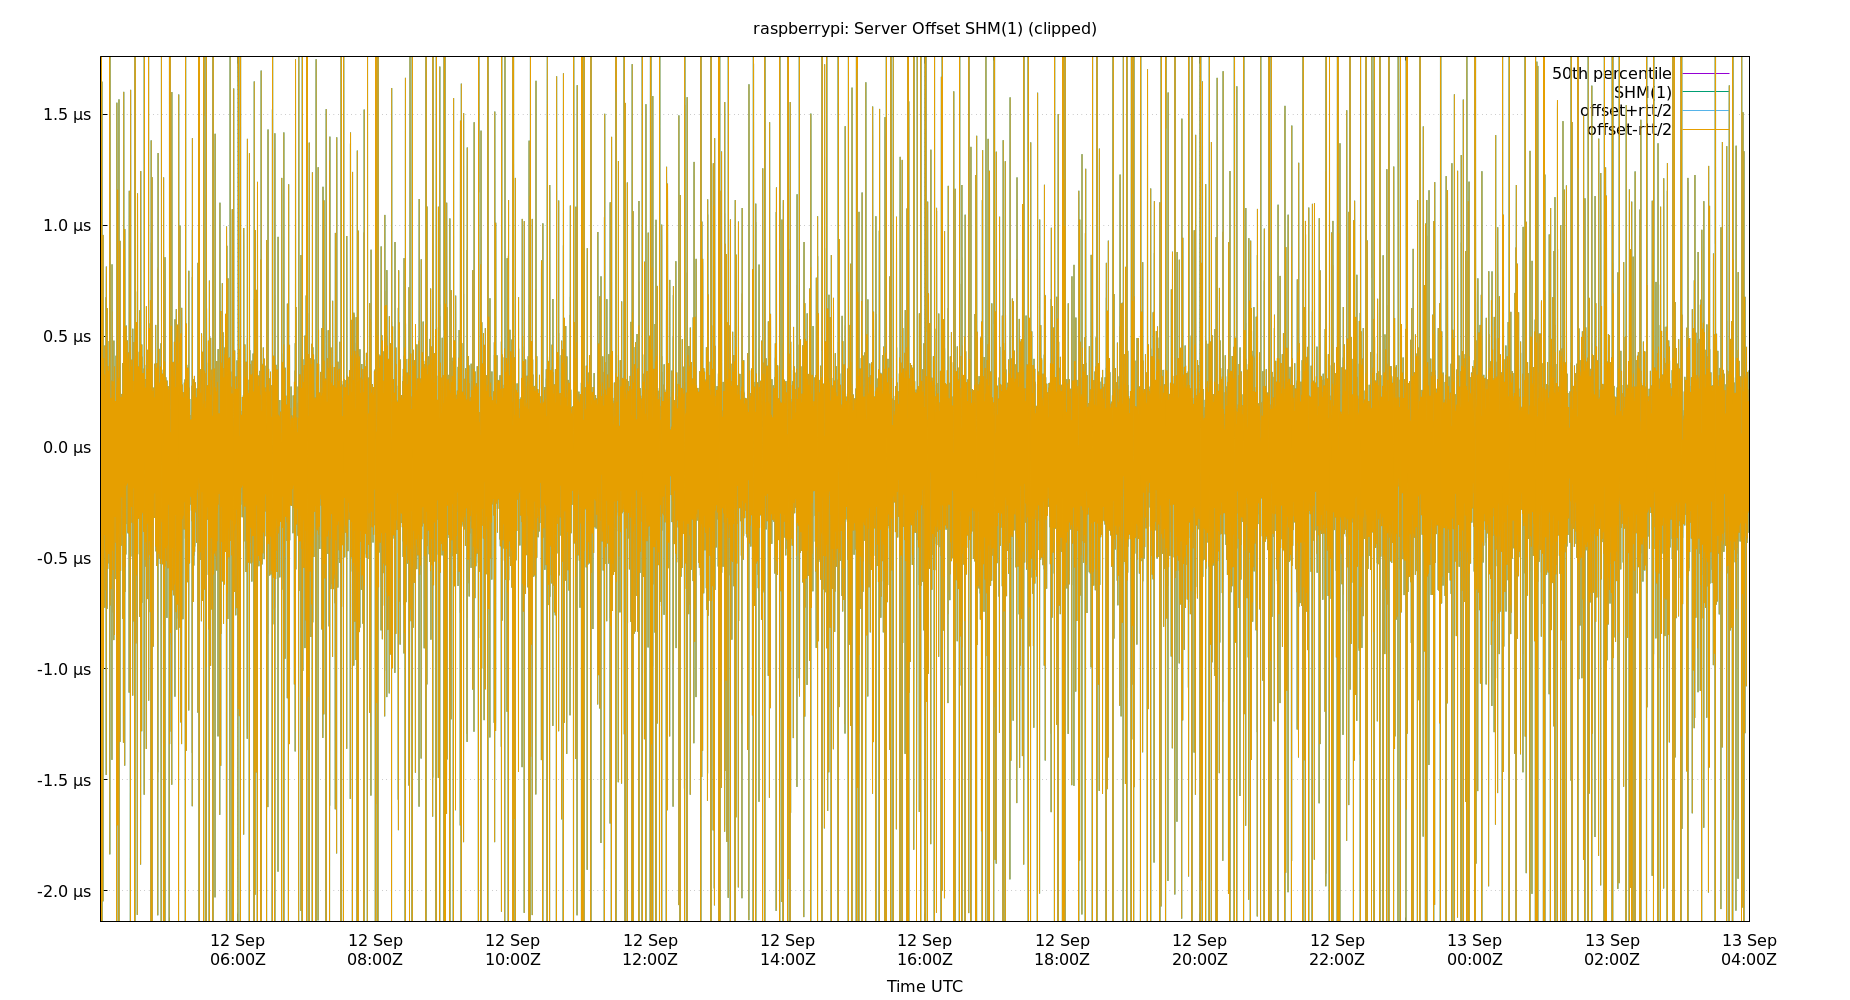 raspberrypi: Server Offset SHM(1) (clipped)
50th percentile
SHM(1)
offset+rtt/2
offset-rtt/2
1.5 µs
1.0 µs
0.5 µs
0.0 µs
-0.5 µs
-1.0 µs
-1.5 µs
-2.0 µs
12 Sep 12 Sep 12 Sep 12 Sep 12 Sep 12 Sep 12 Sep 12 Sep 12 Sep 13 Sep 13 Sep 13 Sep
06:00Z 08:00Z 10:00Z 12:00Z 14:00Z 16:00Z 18:00Z 20:00Z 22:00Z 00:00Z 02:00Z 04:00Z
Time UTC